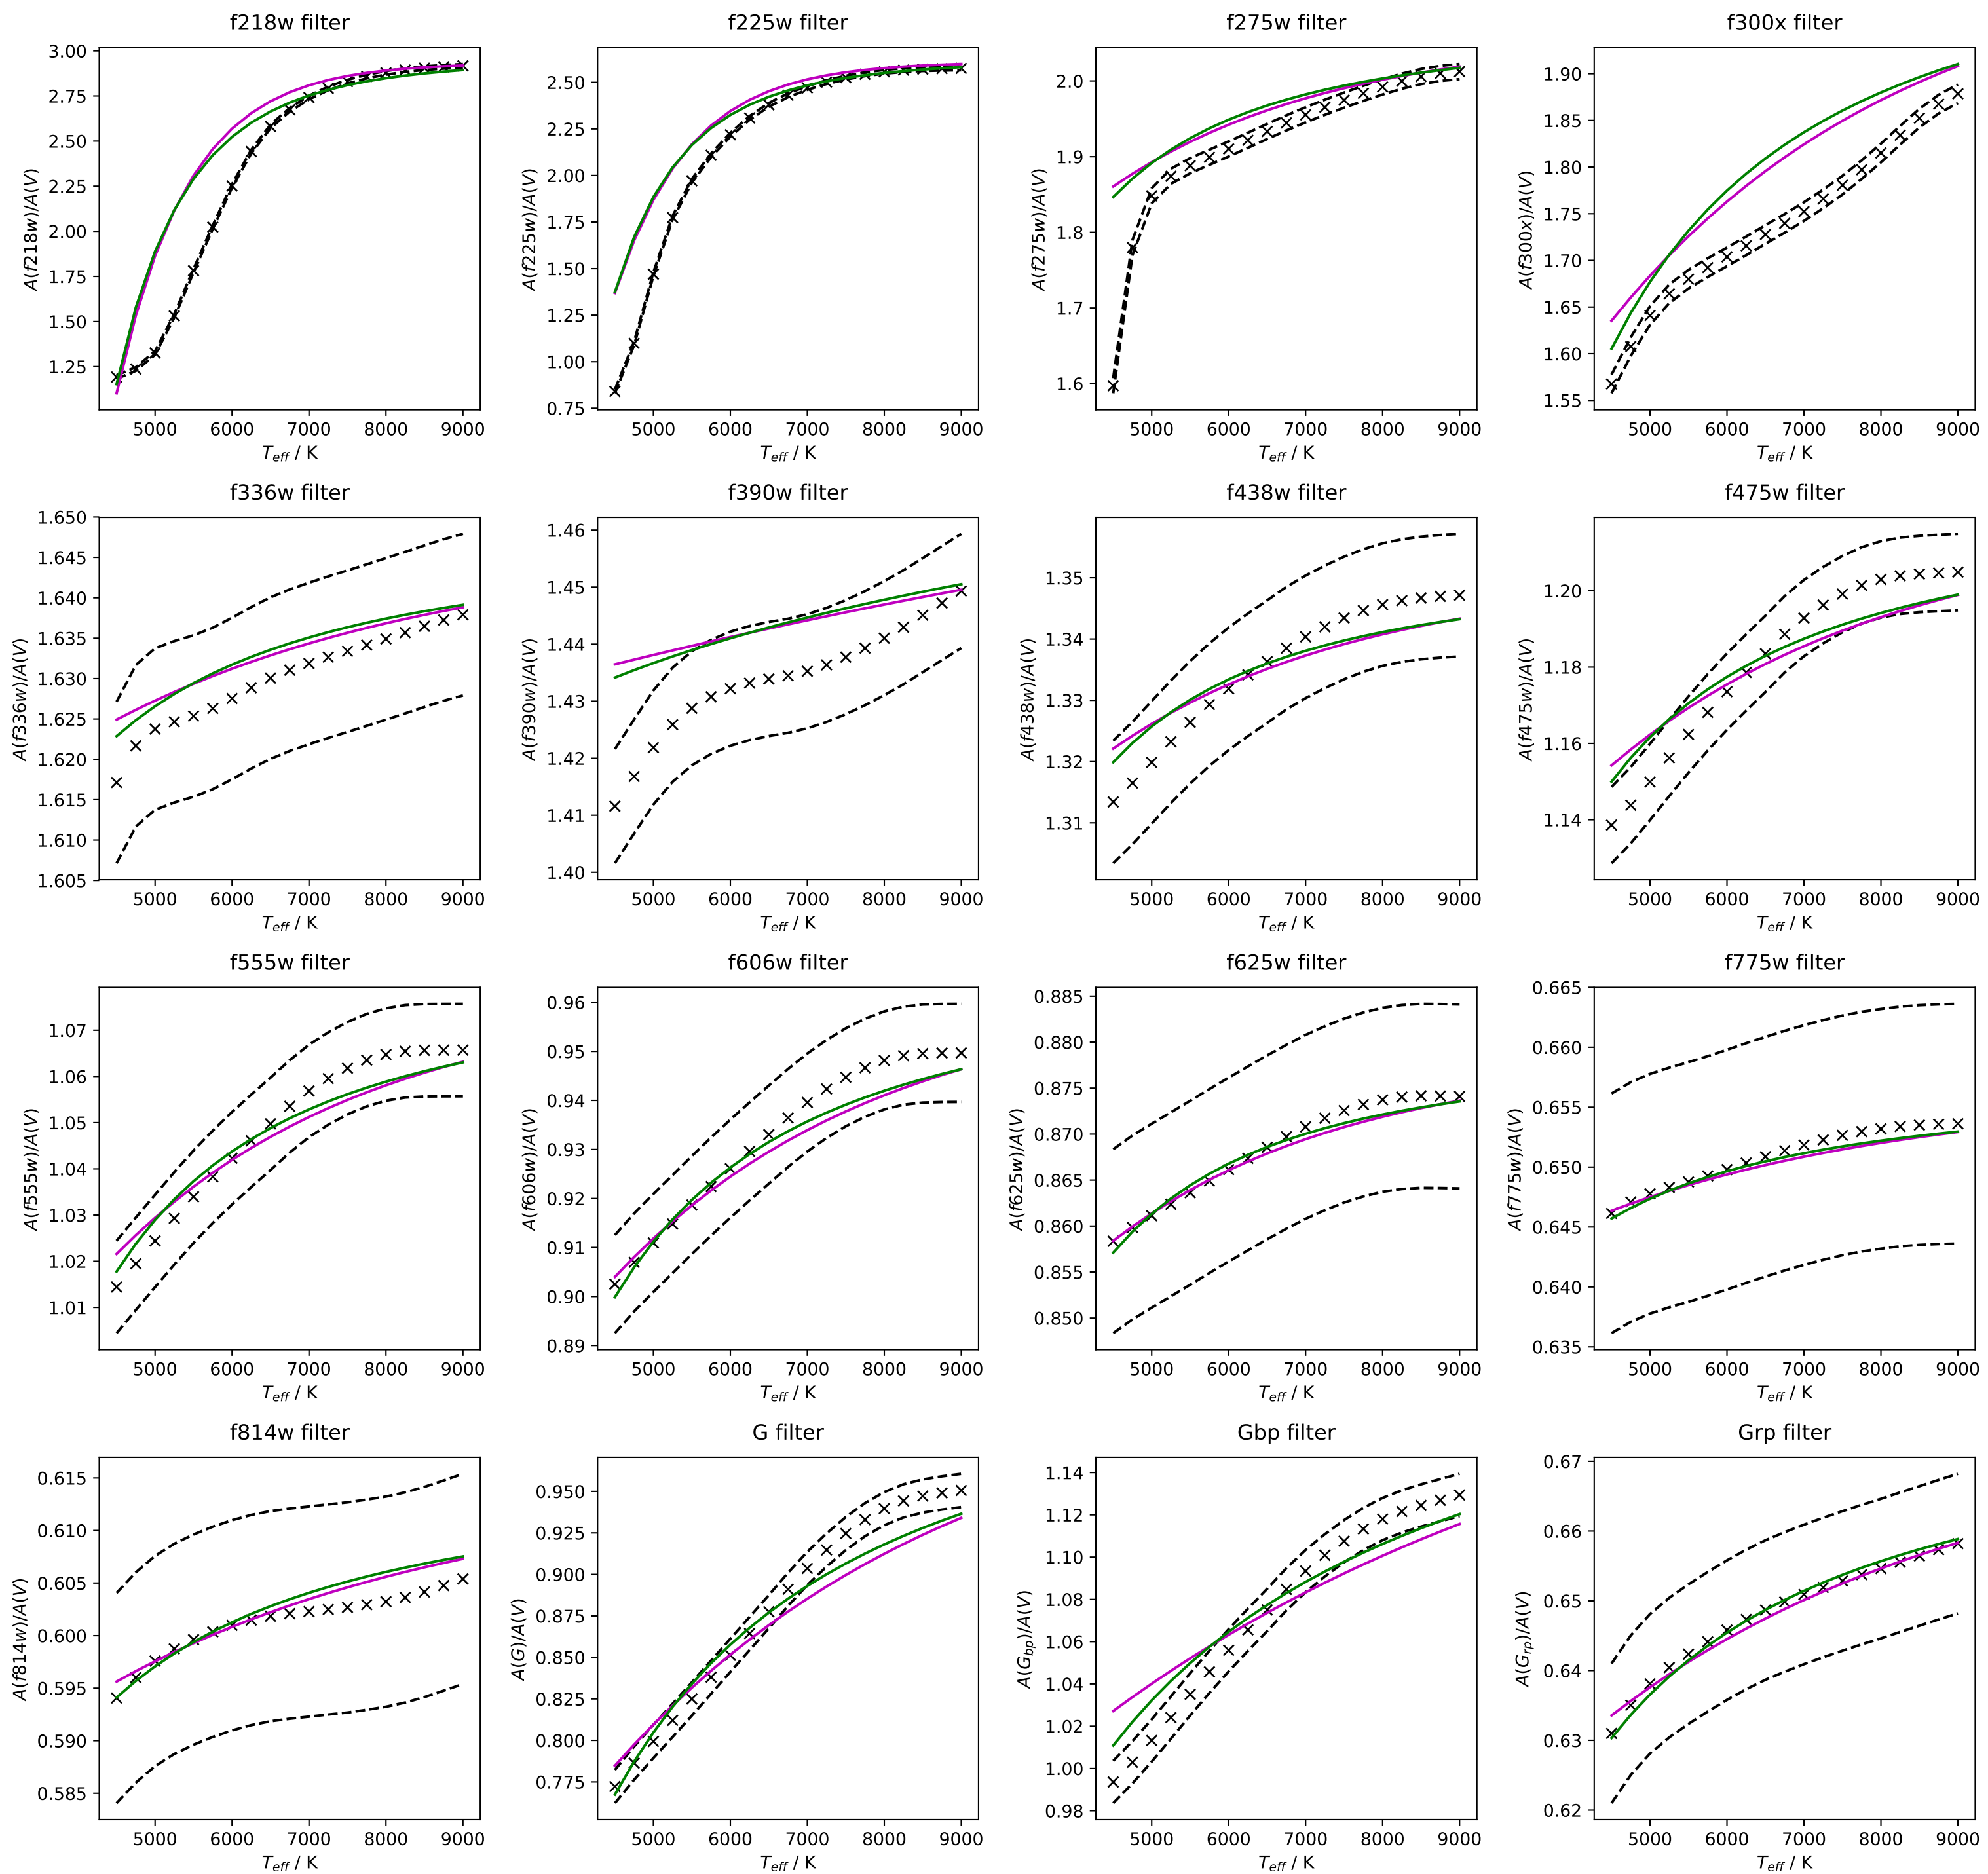 f218w filter f225w filter f275w filter f300x filter
A(f218w)/A(V) 3.00 2.75 2.50 2.25 2.00 1.75 1.50 1.25
5000 6000 7000 8000 9000
T_eff / K
A(f225w)/A(V) 2.50 2.25 2.00 1.75 1.50 1.25 1.00 0.75
5000 6000 7000 8000 9000
T_eff / K
A(f275w)/A(V) 2.0 1.9 1.8 1.7 1.6
5000 6000 7000 8000 9000
T_eff / K
A(f300x)/A(V) 1.90 1.85 1.80 1.75 1.70 1.65 1.60 1.55
5000 6000 7000 8000 9000
T_eff / K
f336w filter f390w filter f438w filter f475w filter
A(f336w)/A(V) 1.650 1.645 1.640 1.635 1.630 1.625 1.620 1.615 1.610 1.605
5000 6000 7000 8000 9000
T_eff / K
A(f390w)/A(V) 1.46 1.45 1.44 1.43 1.42 1.41 1.40
5000 6000 7000 8000 9000
T_eff / K
A(f438w)/A(V) 1.35 1.34 1.33 1.32 1.31
5000 6000 7000 8000 9000
T_eff / K
A(f475w)/A(V) 1.20 1.18 1.16 1.14
5000 6000 7000 8000 9000
T_eff / K
f555w filter f606w filter f625w filter f775w filter
A(f555w)/A(V) 1.07 1.06 1.05 1.04 1.03 1.02 1.01
5000 6000 7000 8000 9000
T_eff / K
A(f606w)/A(V) 0.96 0.95 0.94 0.93 0.92 0.91 0.90 0.89
5000 6000 7000 8000 9000
T_eff / K
A(f625w)/A(V) 0.885 0.880 0.875 0.870 0.865 0.860 0.855 0.850
5000 6000 7000 8000 9000
T_eff / K
A(f775w)/A(V) 0.665 0.660 0.655 0.650 0.645 0.640 0.635
5000 6000 7000 8000 9000
T_eff / K
f814w filter G filter Gbp filter Grp filter
A(f814w)/A(V) 0.615 0.610 0.605 0.600 0.595 0.590 0.585
5000 6000 7000 8000 9000
T_eff / K
A(G)/A(V) 0.950 0.925 0.900 0.875 0.850 0.825 0.800 0.775
5000 6000 7000 8000 9000
T_eff / K
A(G_bp)/A(V) 1.14 1.12 1.10 1.08 1.06 1.04 1.02 1.00 0.98
5000 6000 7000 8000 9000
T_eff / K
A(G_rp)/A(V) 0.67 0.66 0.65 0.64 0.63 0.62
5000 6000 7000 8000 9000
T_eff / K